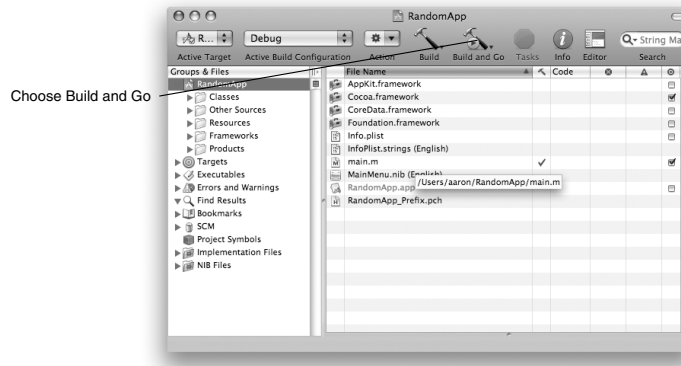 RandomApp
R...
Debug
Active Target
Active Build Configuration
Action
Build
Build and Go
Tasks
Info
Editor
String Ma
Search
Choose Build and Go
Groups & Files
RandomApp
Classes
Other Sources
Resources
Frameworks
Products
Targets
Executables
Errors and Warnings
Find Results
Bookmarks
SCM
Project Symbols
Implementation Files
NIB Files
File Name
Code
AppKit.framework
Cocoa.framework
CoreData.framework
Foundation.framework
Info.plist
InfoPlist.strings (English)
main.m
MainMenu.nib (English)
/Users/aaron/RandomApp/main.m
RandomApp.app
RandomApp_Prefix.pch